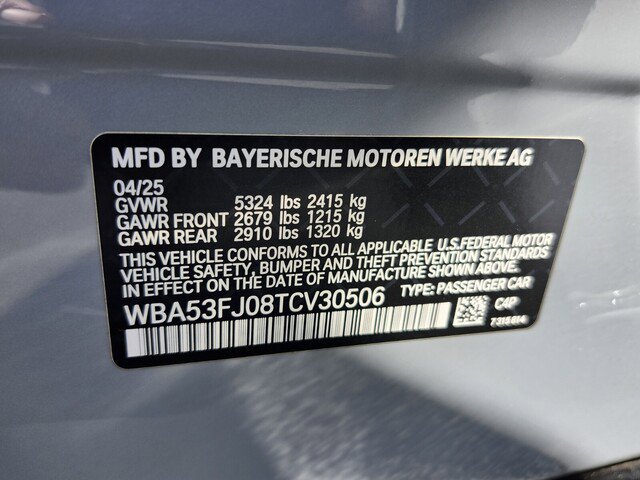 MFD BY BAYERISCHE MOTOREN WERKE AG
04/25
GVWR 5324 lbs 2415 kg
GAWR FRONT 2679 lbs 1215 kg
GAWR REAR 2910 lbs 1320 kg
THIS VEHICLE CONFORMS TO ALL APPLICABLE U.S. FEDERAL MOTOR
VEHICLE SAFETY, BUMPER AND THEFT PREVENTION STANDARDS
IN EFFECT ON THE DATE OF MANUFACTURE SHOWN ABOVE.
WBA53FJ08TCV30506 TYPE: PASSENGER CAR
C4P
7315614